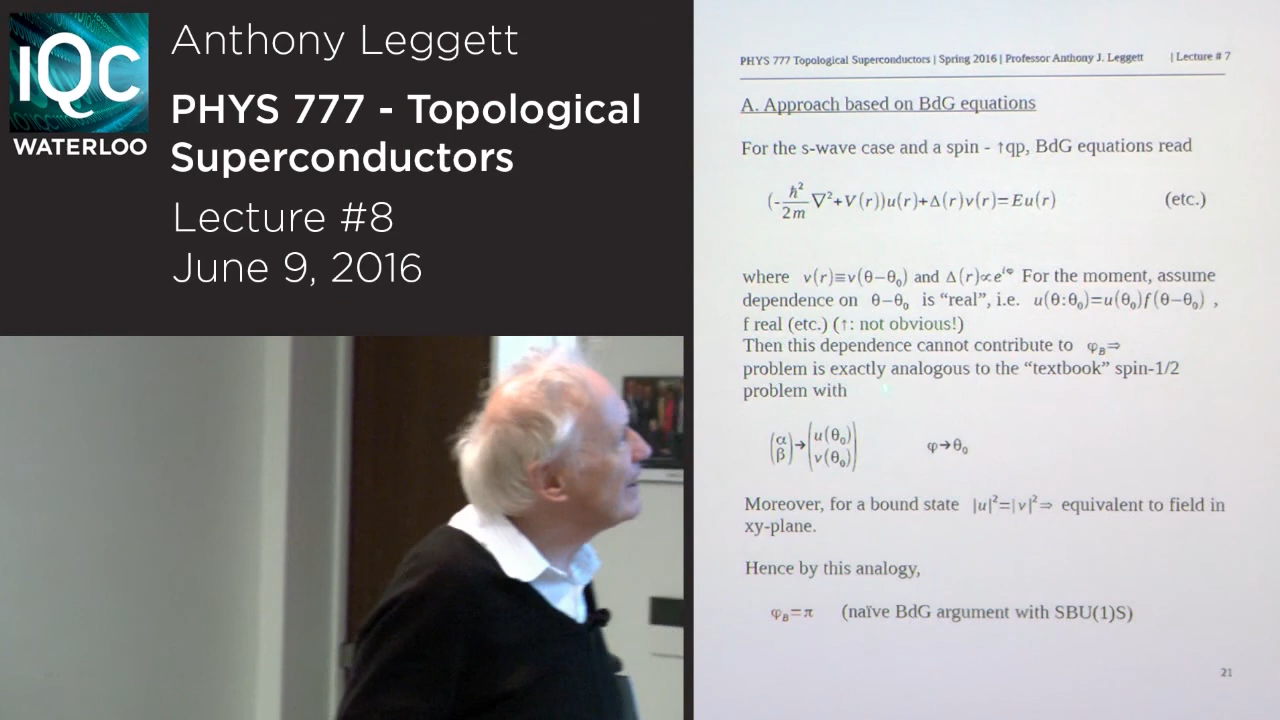 IQC
WATERLOO
Anthony Leggett
PHYS 777 - Topological
Superconductors
Lecture #8
June 9, 2016
PHYS 777 Topological Superconductors | Spring 2016 | Professor Anthony J. Leggett | Lecture # 7
A. Approach based on BdG equations
For the s-wave case and a spin - ↑qp, BdG equations read
(-ħ²/2m ∇²+V(r))u(r)+Δ(r)v(r)=Eu(r) (etc.)
where v(r)≡v(θ−θ₀) and Δ(r)∝e^{iφ} For the moment, assume
dependence on θ−θ₀ is “real”, i.e. u(θ:θ₀)=u(θ₀)f(θ−θ₀) ,
f real (etc.) (↑: not obvious!)
Then this dependence cannot contribute to φ_B⇒
problem is exactly analogous to the “textbook” spin-1/2
problem with
(α β)→(u(θ₀) v(θ₀)) φ→θ₀
Moreover, for a bound state |u|²=|v|²⇒ equivalent to field in
xy-plane.
Hence by this analogy,
φ_B=π (naïve BdG argument with SBU(1)S)
21